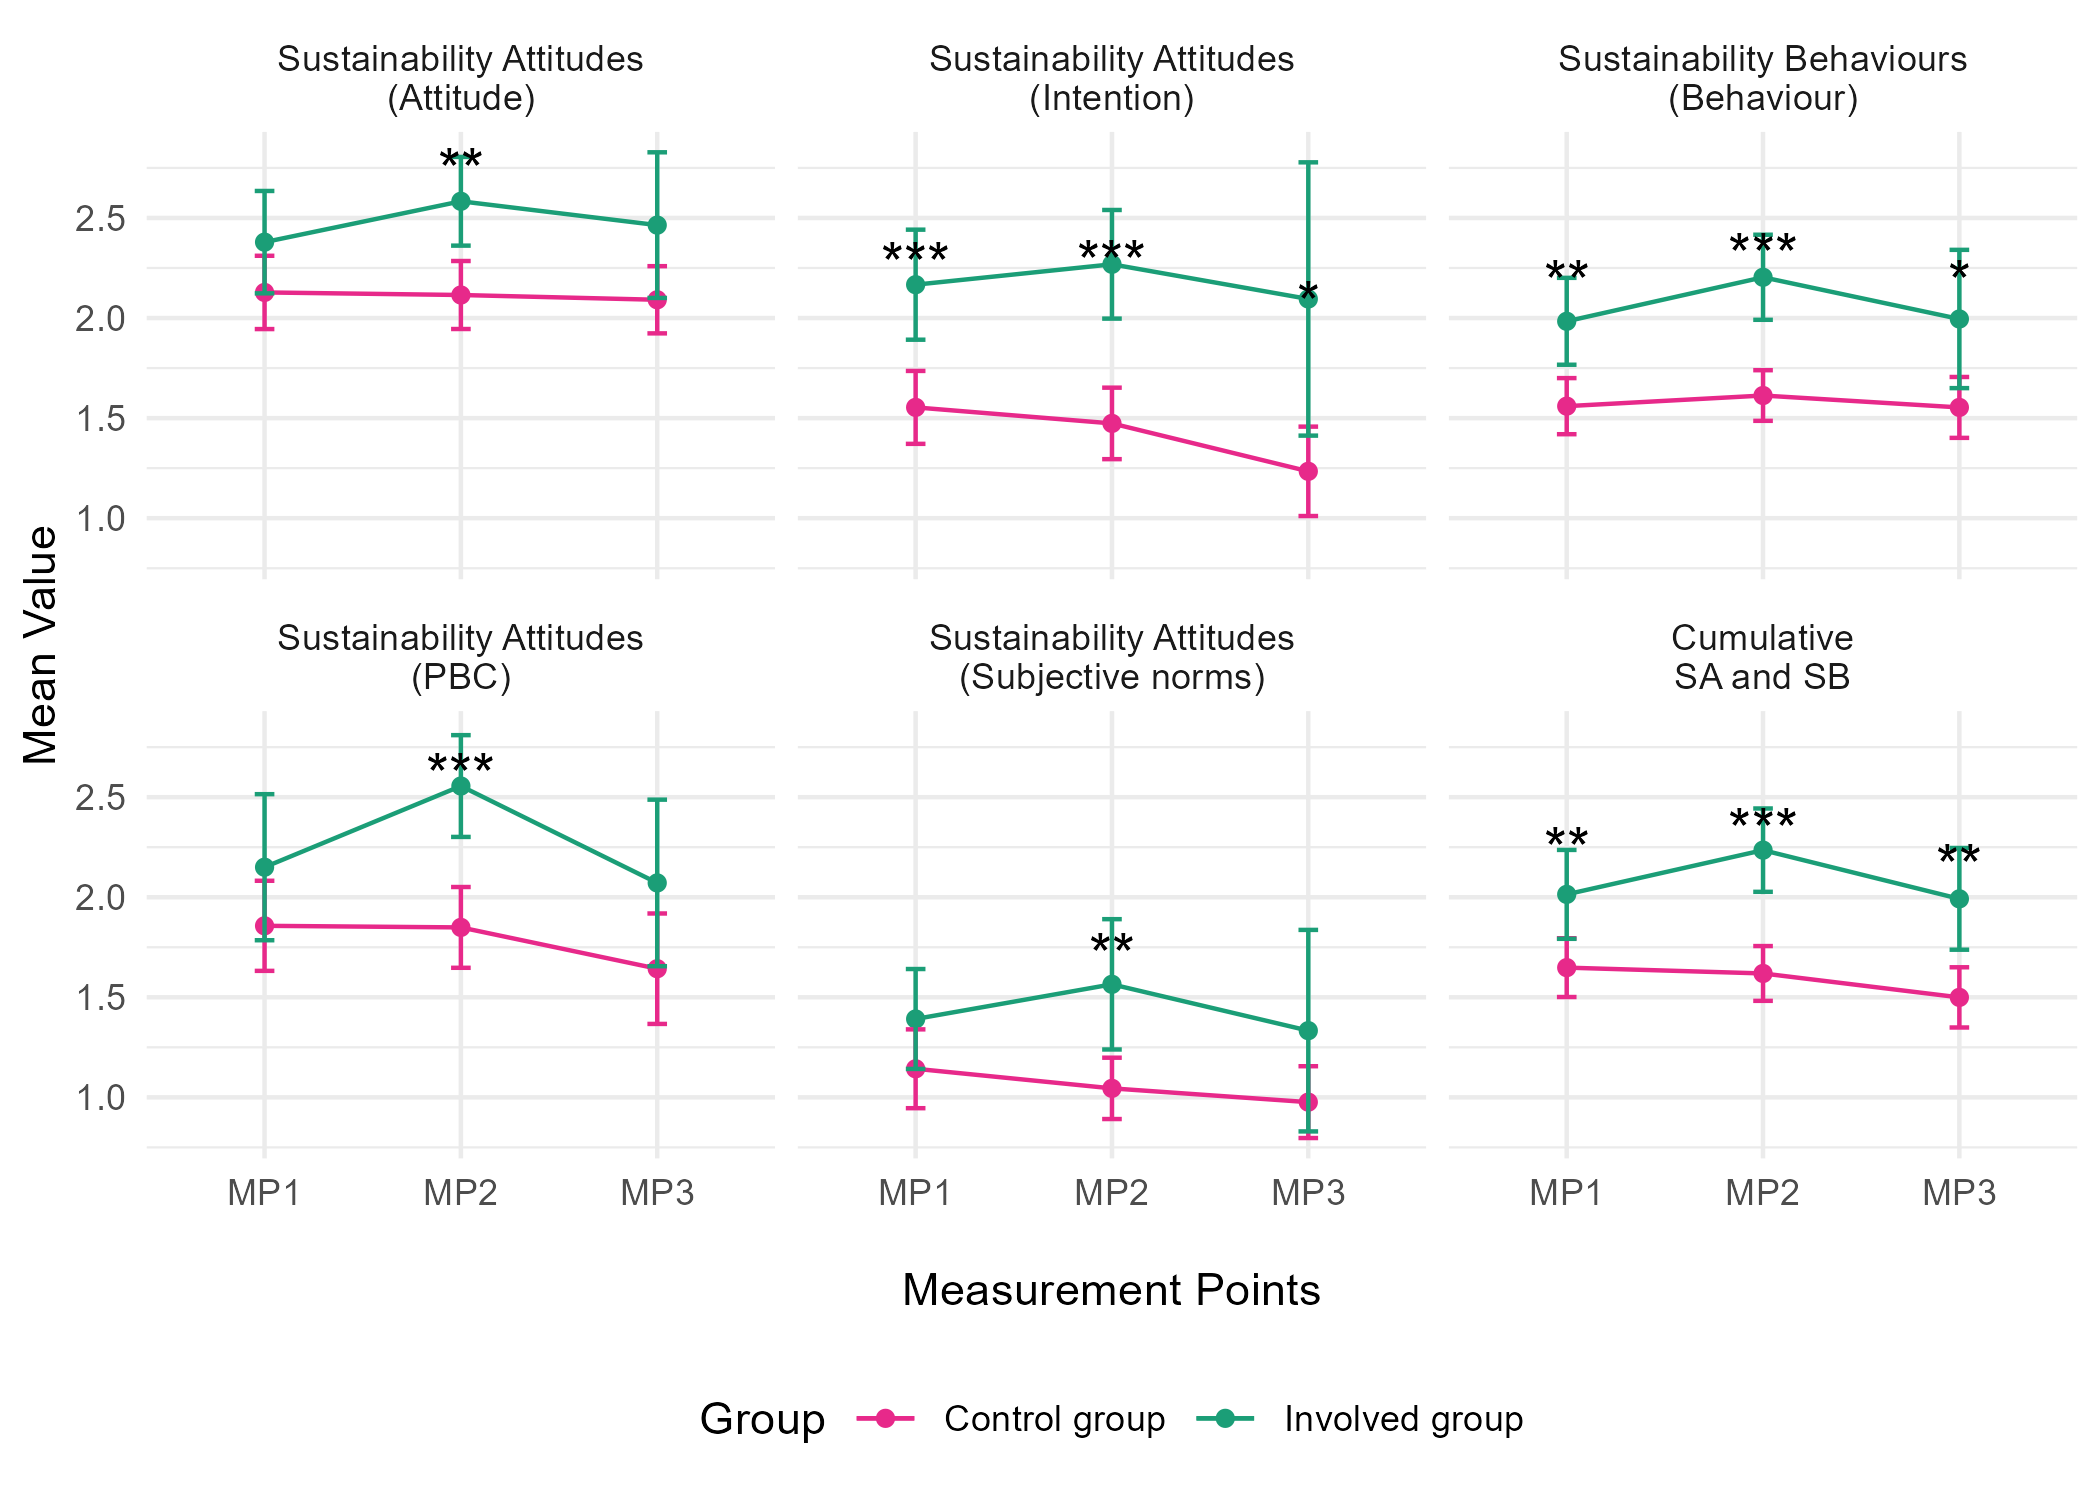 Sustainability Attitudes
(Attitude)
Sustainability Attitudes
(Intention)
Sustainability Behaviours
(Behaviour)
**
***
***
*
**
***
*
2.5
2.0
1.5
1.0
Mean Value
Sustainability Attitudes
(PBC)
Sustainability Attitudes
(Subjective norms)
Cumulative
SA and SB
***
**
**
***
**
2.5
2.0
1.5
1.0
MP1 MP2 MP3
MP1 MP2 MP3
MP1 MP2 MP3
Measurement Points
Group Control group Involved group